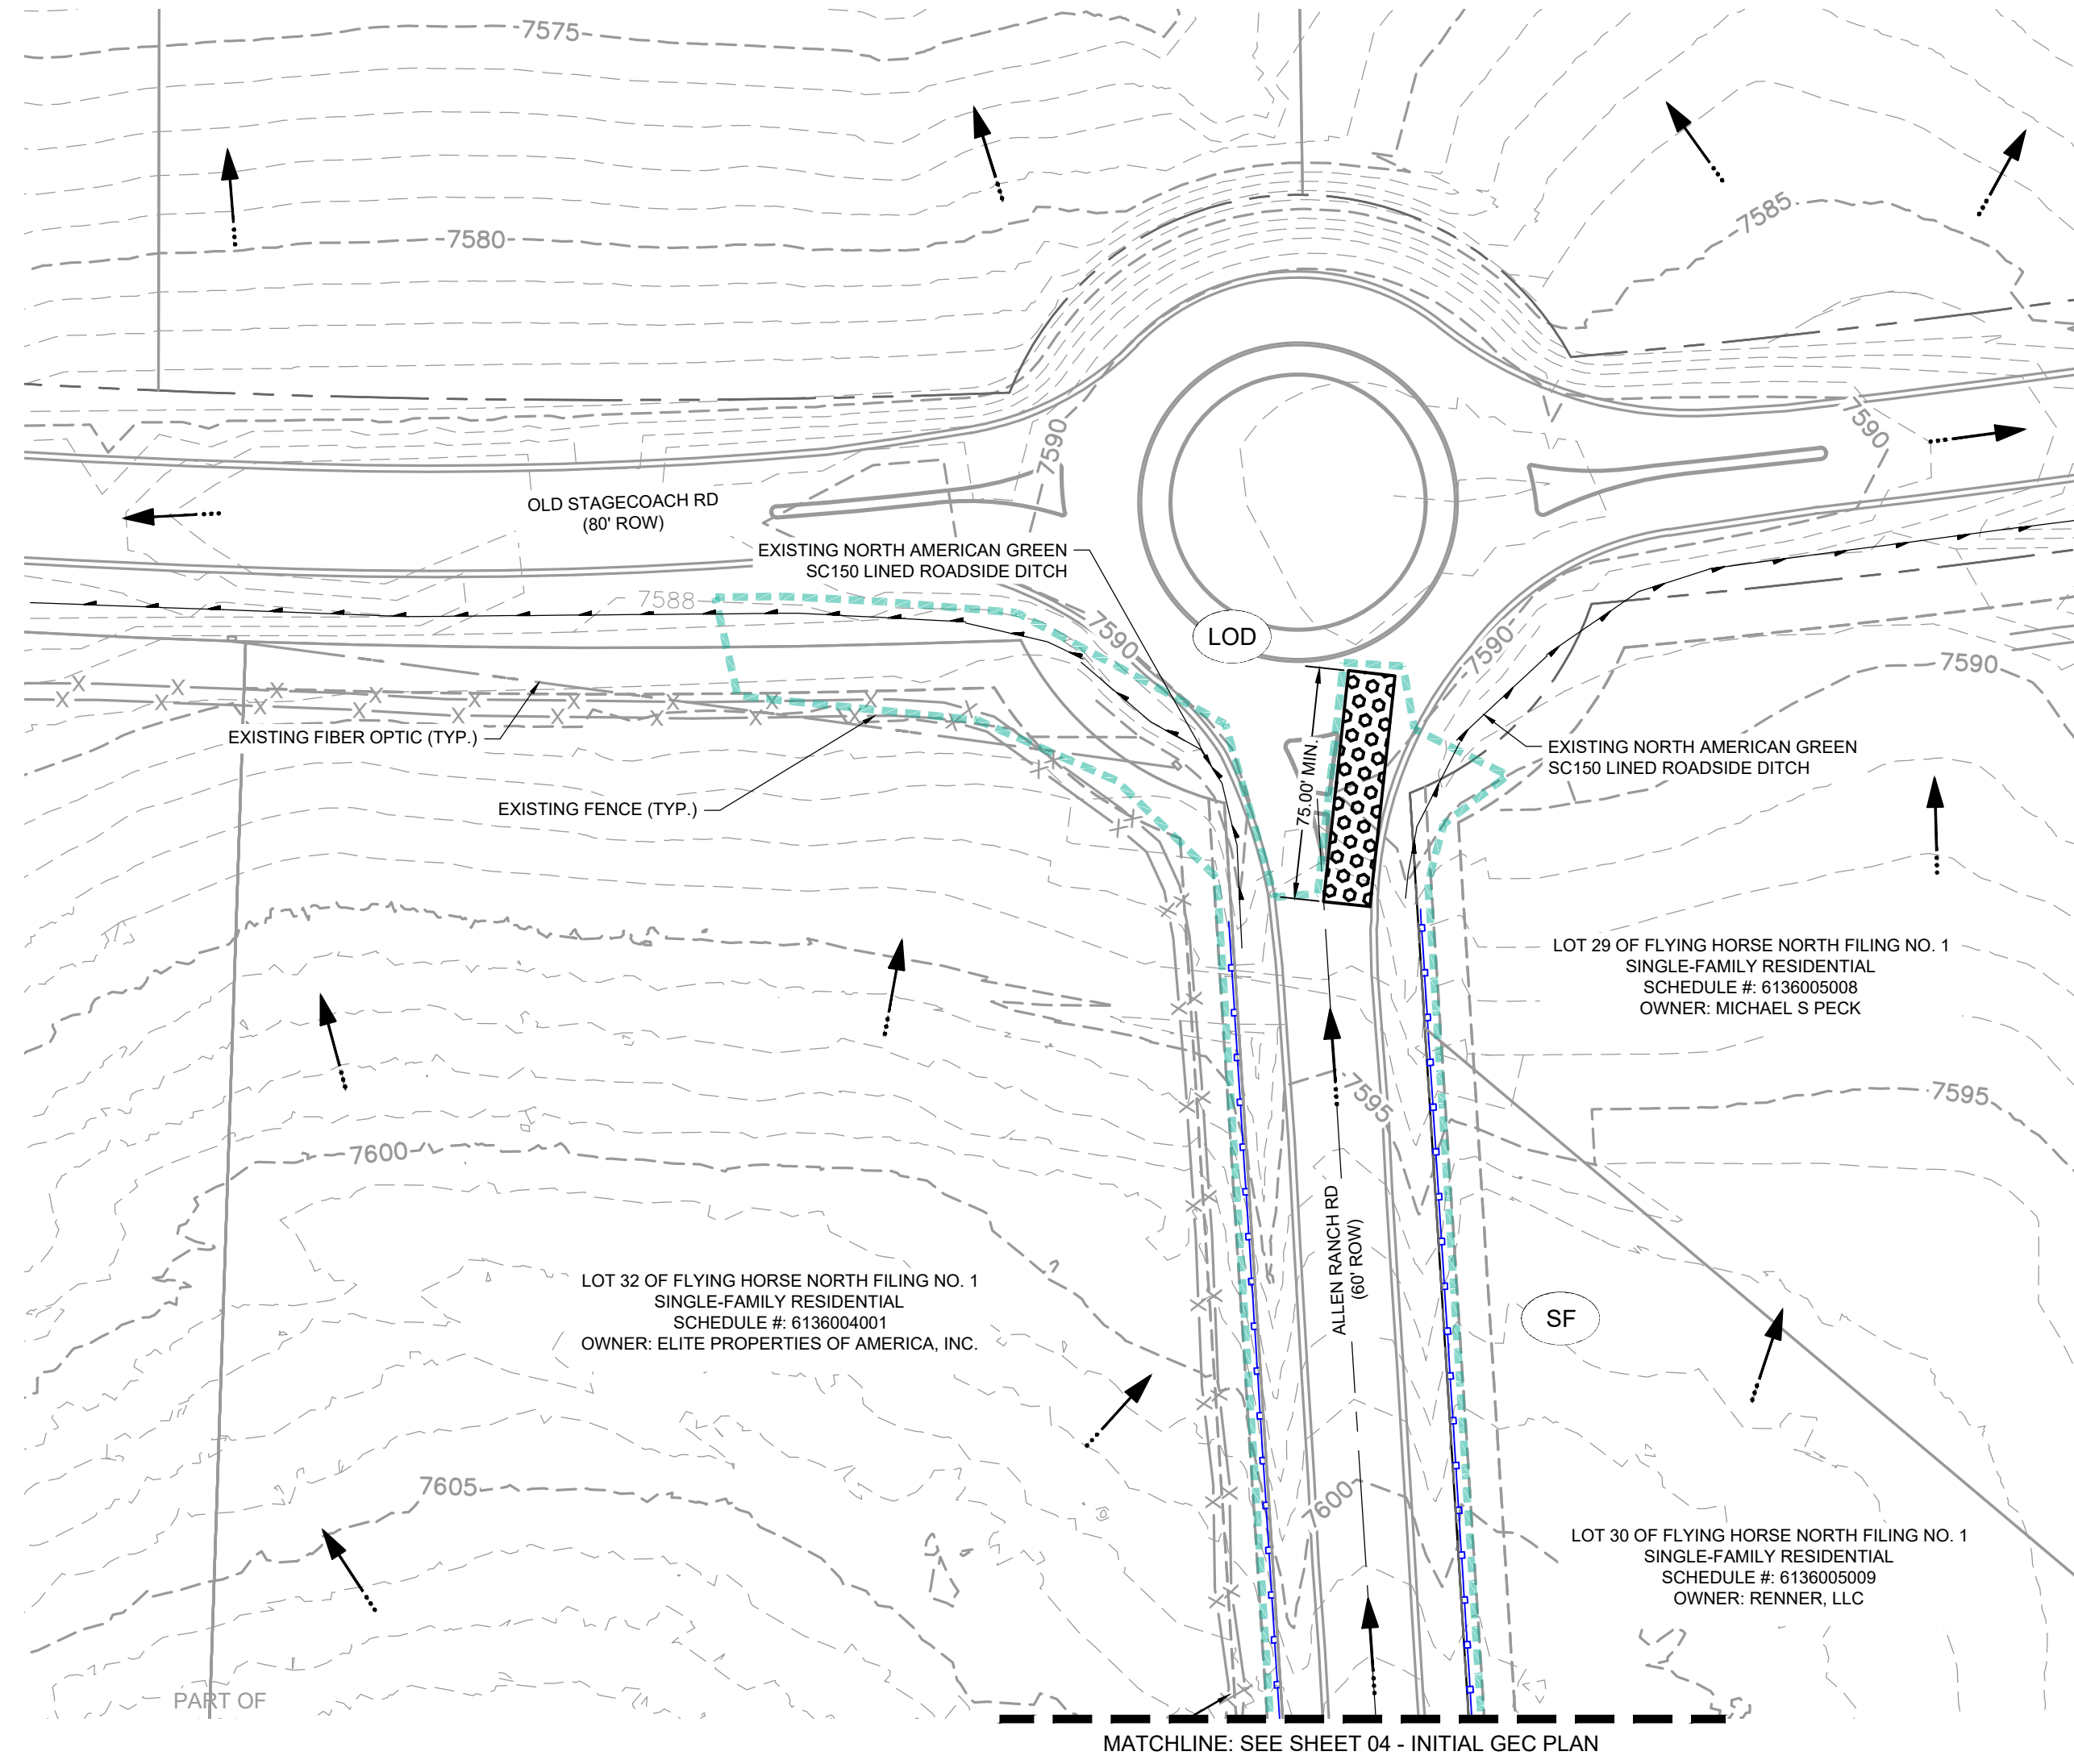 7575
7580
7585
7590
7590
OLD STAGECOACH RD
(80' ROW)
EXISTING NORTH AMERICAN GREEN
SC150 LINED ROADSIDE DITCH
7588
7590
LOD
7590
7590
EXISTING FIBER OPTIC (TYP.)
EXISTING NORTH AMERICAN GREEN
SC150 LINED ROADSIDE DITCH
75.00' MIN.
EXISTING FENCE (TYP.)
LOT 29 OF FLYING HORSE NORTH FILING NO. 1
SINGLE-FAMILY RESIDENTIAL
SCHEDULE #: 6136005008
OWNER: MICHAEL S PECK
7595
7595
7600
ALLEN RANCH RD
(60' ROW)
LOT 32 OF FLYING HORSE NORTH FILING NO. 1
SINGLE-FAMILY RESIDENTIAL
SCHEDULE #: 6136004001
OWNER: ELITE PROPERTIES OF AMERICA, INC.
SF
7605
7600
LOT 30 OF FLYING HORSE NORTH FILING NO. 1
SINGLE-FAMILY RESIDENTIAL
SCHEDULE #: 6136005009
OWNER: RENNER, LLC
PART OF
MATCHLINE: SEE SHEET 04 - INITIAL GEC PLAN